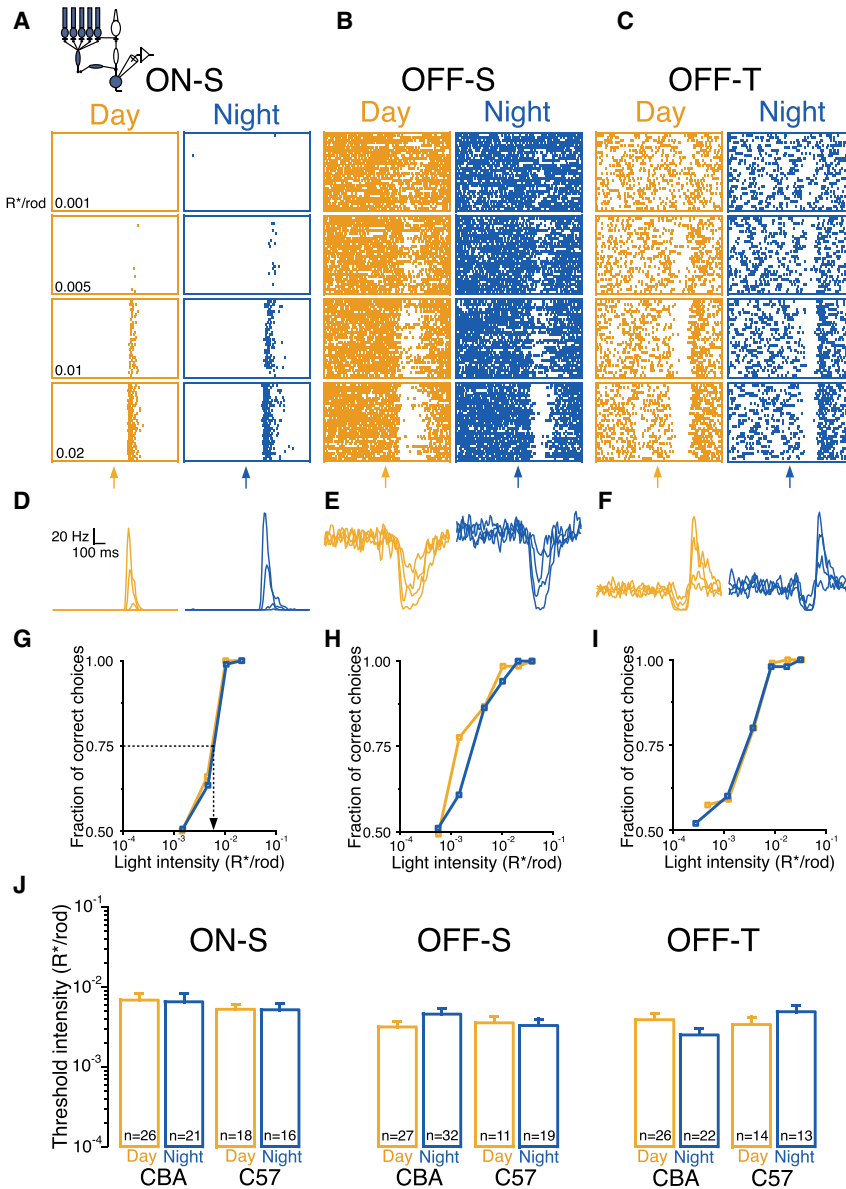 A
B
C
ON-S
OFF-S
OFF-T
Day
Night
Day
Night
Day
Night
R*/rod
0.001
0.005
0.01
0.02
D
E
F
20 Hz
100 ms
G
H
I
Fraction of correct choices
1.00
0.75
0.50
10-4
10-3
10-2
10-1
Light intensity (R*/rod)
Fraction of correct choices
1.00
0.75
0.50
10-4
10-3
10-2
10-1
Light intensity (R*/rod)
Fraction of correct choices
1.00
0.75
0.50
10-4
10-3
10-2
10-1
Light intensity (R*/rod)
J
Threshold intensity (R*/rod)
10-1
10-2
10-3
10-4
ON-S
OFF-S
OFF-T
n=26
n=21
n=18
n=16
n=27
n=32
n=11
n=19
n=26
n=22
n=14
n=13
Day
Night
Day
Night
Day
Night
Day
Night
Day
Night
Day
Night
CBA
C57
CBA
C57
CBA
C57